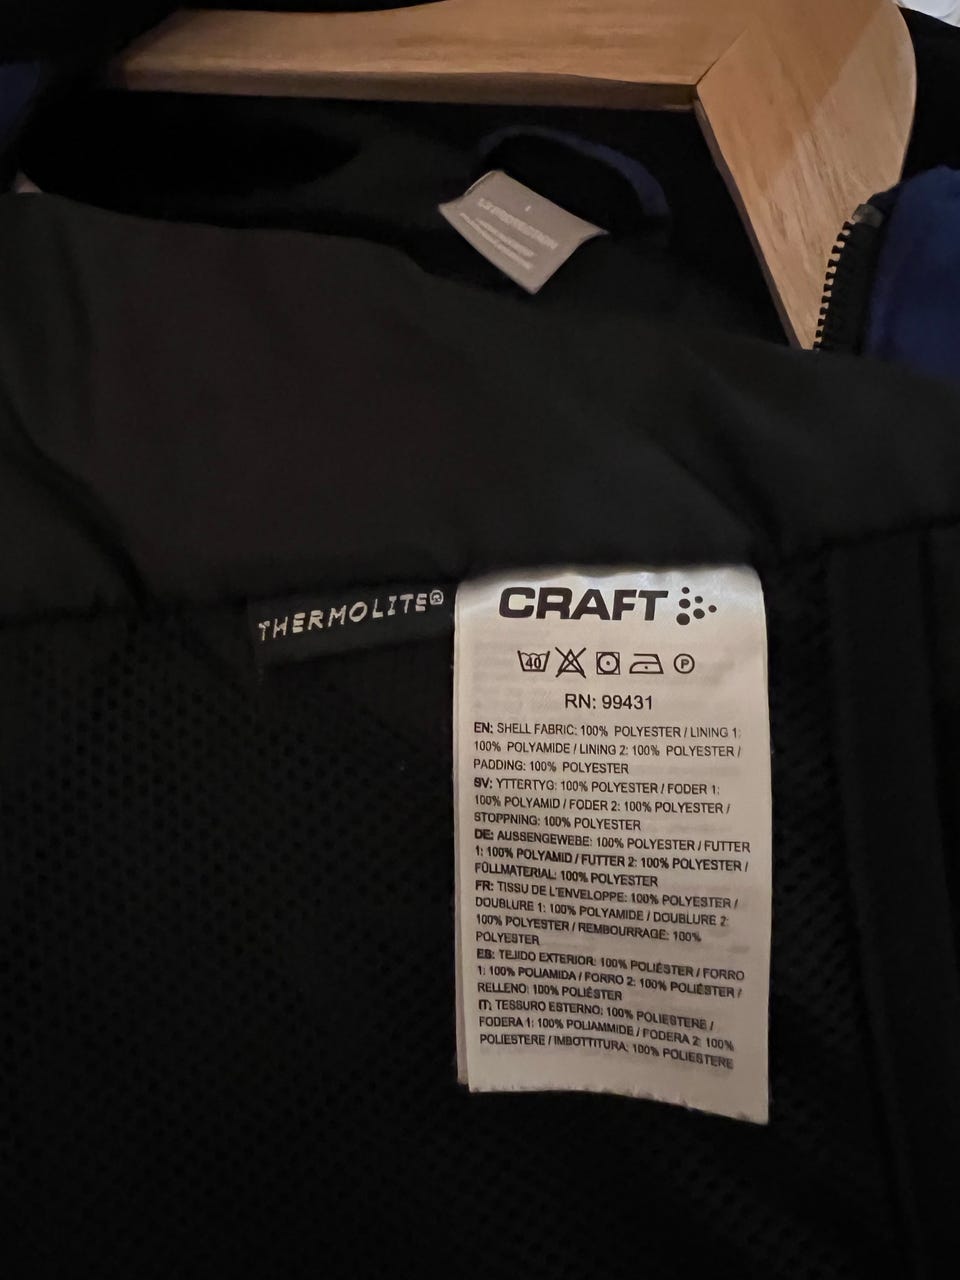 THERMOLITE®
CRAFT
40
P
RN: 99431
EN: SHELL FABRIC: 100% POLYESTER / LINING 1:
100% POLYAMIDE / LINING 2: 100% POLYESTER /
PADDING: 100% POLYESTER
SV: YTTERTYG: 100% POLYESTER / FODER 1:
100% POLYAMID / FODER 2: 100% POLYESTER /
STOPPNING: 100% POLYESTER
DE: AUSSENGEWEBE: 100% POLYESTER / FUTTER
1: 100% POLYAMID / FUTTER 2: 100% POLYESTER /
FÜLLMATERIAL: 100% POLYESTER
FR: TISSU DE L'ENVELOPPE: 100% POLYESTER /
DOUBLURE 1: 100% POLYAMIDE / DOUBLURE 2:
100% POLYESTER / REMBOURRAGE: 100%
POLYESTER
ES: TEJIDO EXTERIOR: 100% POLIÉSTER / FORRO
1: 100% POLIAMIDA / FORRO 2: 100% POLIÉSTER /
RELLENO: 100% POLIÉSTER
IT: TESSURO ESTERNO: 100% POLIESTERE /
FODERA 1: 100% POLIAMMIDE / FODERA 2: 100%
POLIESTERE / IMBOTTITURA: 100% POLIESTERE